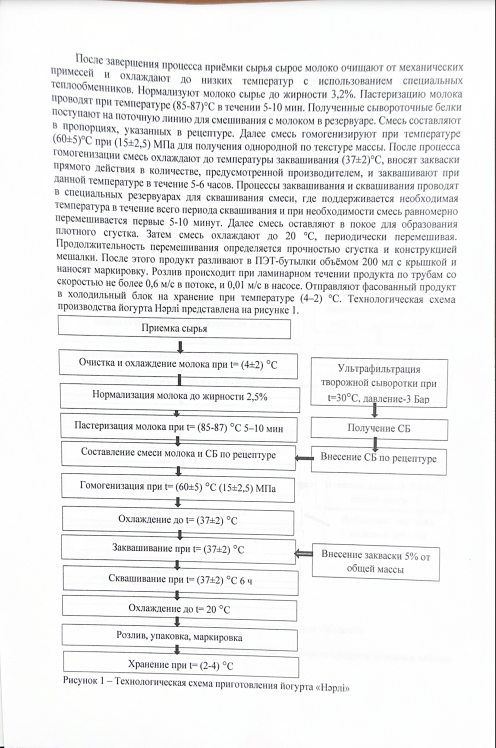 После завершения процесса приёмки сырья сырое молоко очищают от механических
примесей и охлаждают до низких температур с использованием специальных
теплообменников. Нормализуют молоко сырье до жирности 3,2%. Пастеризацию молока
проводят при температуре (85-87)°С в течении 5-10 мин. Полученные сывороточные белки
поступают на поточную линию для смешивания с молоком в резервуаре. Смесь составляют
в пропорциях, указанных в рецептуре. Далее смесь гомогенизируют при температуре
(60±5)°С при (15±2,5) МПа для получения однородной по текстуре массы. После процесса
гомогенизации смесь охлаждают до температуры заквашивания (37±2)°С, вносят закваски
прямого действия в количестве, предусмотренной производителем, и заквашивают при
данной температуре в течение 5-6 часов. Процессы заквашивания и сквашивания проводят
в специальных резервуарах для сквашивания смеси, где поддерживается необходимая
температура в течение всего периода сквашивания и при необходимости смесь равномерно
перемешивается первые 5-10 минут. Далее смесь оставляют в покое для образования
плотного сгустка. Затем смесь охлаждают до 20 °С, периодически перемешивая.
Продолжительность перемешивания определяется прочностью сгустка и конструкцией
мешалки. После этого продукт разливают в ПЭТ-бутылки объёмом 200 мл с крышкой и
наносят маркировку. Розлив происходит при ламинарном течении продукта по трубам со
скоростью не более 0,6 м/с в потоке, и 0,01 м/с в насосе. Отправляют фасованный продукт
в холодильный блок на хранение при температуре (4–2) °С. Технологическая схема
производства йогурта Нәрлі представлена на рисунке 1.
Приемка сырья
Очистка и охлаждение молока при t= (4±2) °С
Нормализация молока до жирности 2,5%
Пастеризация молока при t= (85-87) °С 5–10 мин
Составление смеси молока и СБ по рецептуре
Гомогенизация при t= (60±5) °С (15±2,5) МПа
Охлаждение до t= (37±2) °С
Заквашивание при t= (37±2) °С
Сквашивание при t= (37±2) °С 6 ч
Охлаждение до t= 20 °С
Розлив, упаковка, маркировка
Хранение при t= (2-4) °С
Ультрафильтрация
творожной сыворотки при
t=30°С, давление-3 Бар
Получение СБ
Внесение СБ по рецептуре
Внесение закваски 5% от
общей массы
Рисунок 1 – Технологическая схема приготовления йогурта «Нәрлі»